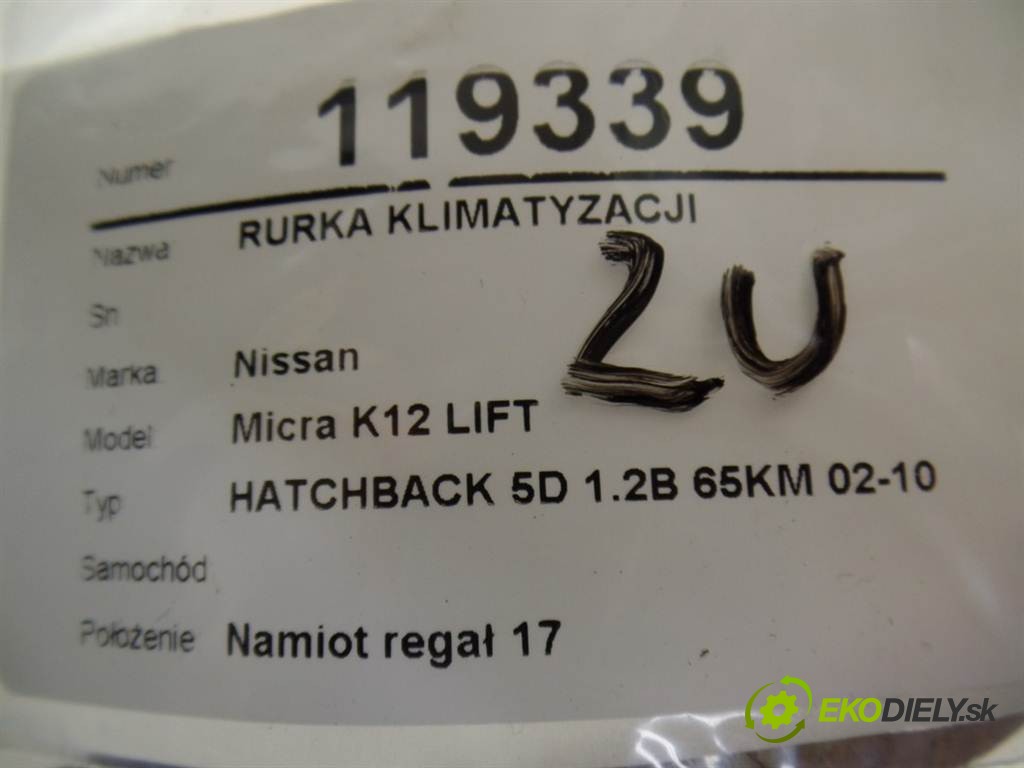 Numer 119339
Nazwa RURKA KLIMATYZACJI
Sn
ZU
Marka Nissan
Model Micra K12 LIFT
Typ HATCHBACK 5D 1.2B 65KM 02-10
Samochód
Położenie Namiot regał 17
EKODIELY.sk